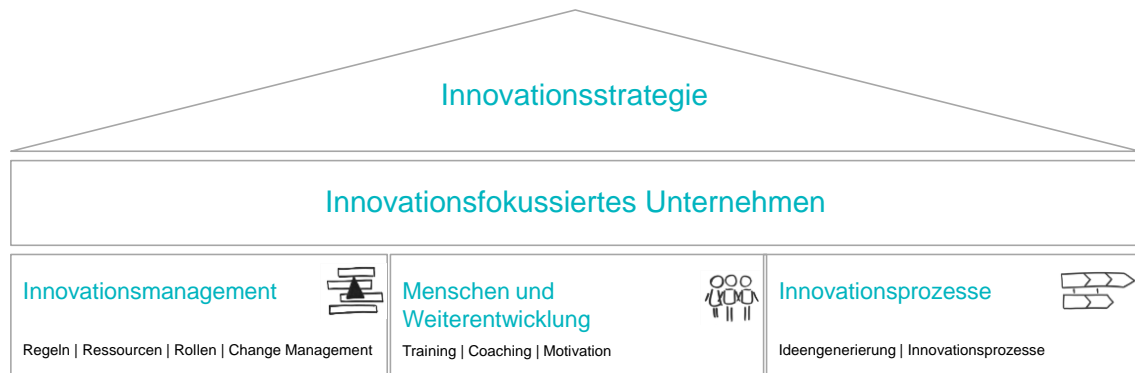 Innovationsstrategie
Innovationsfokussiertes Unternehmen
Innovationsmanagement
Regeln | Ressourcen | Rollen | Change Management
Menschen und
Weiterentwicklung
Training | Coaching | Motivation
Innovationsprozesse
Ideengenerierung | Innovationsprozesse